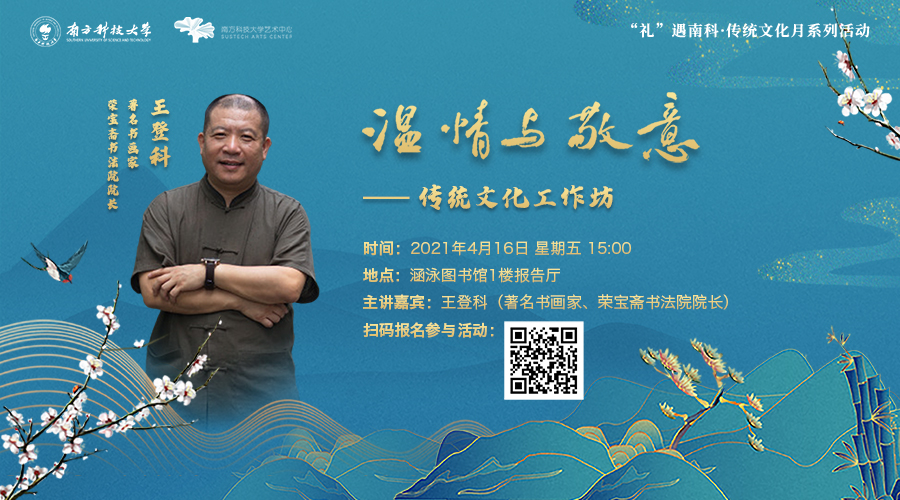 南方科技大学
SOUTHERN UNIVERSITY OF SCIENCE AND TECHNOLOGY
南方科技大学艺术中心
SUSTECH ARTS CENTER
“礼”遇南科·传统文化月系列活动
王登科
著名书画家
荣宝斋书法院院长
温情与敬意
—— 传统文化工作坊
时间：2021年4月16日 星期五 15:00
地点：涵泳图书馆1楼报告厅
主讲嘉宾：王登科（著名书画家、荣宝斋书法院院长）
扫码报名参与活动：